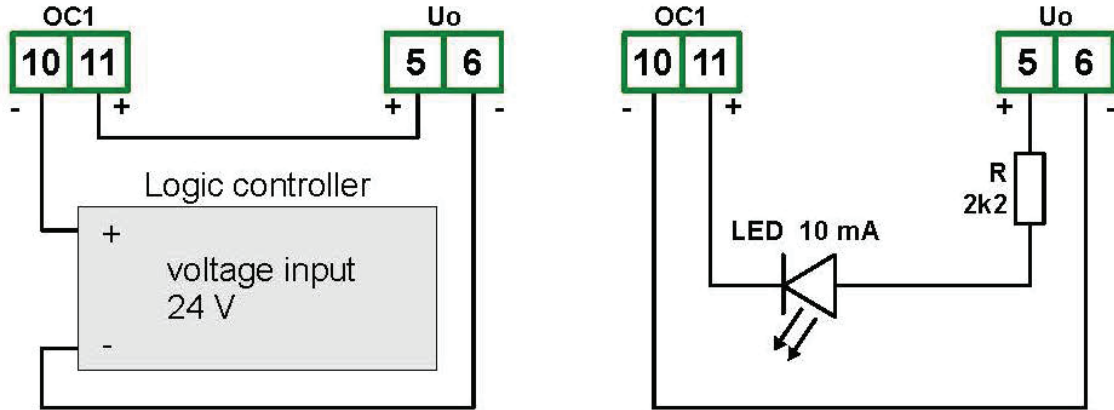 OC1
10 11
- +
Uo
5 6
+ -
Logic controller
+
voltage input
24 V
-
OC1
10 11
- +
Uo
5 6
+ -
R
2k2
LED 10 mA